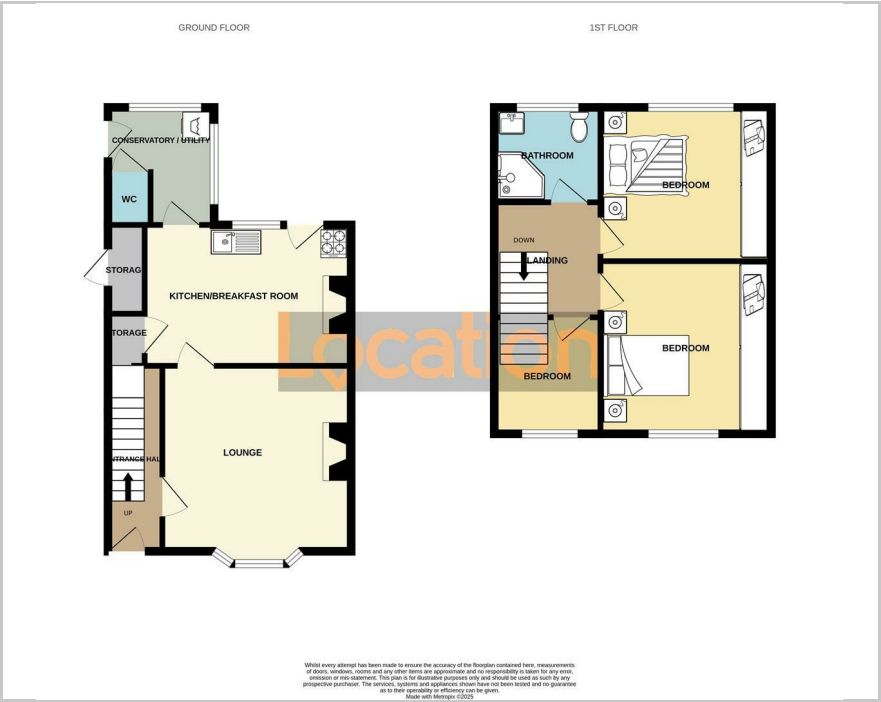 GROUND FLOOR
1ST FLOOR
CONSERVATORY / UTILITY
WC
STORAG
KITCHEN/BREAKFAST ROOM
TORAGE
LOUNGE
NTRANCE HAL
UP
BATHROOM
BEDROOM
DOWN
LANDING
BEDROOM
BEDROOM
Location
Whilst every attempt has been made to ensure the accuracy of the floorplan contained here, measurements
of doors, windows, rooms and any other items are approximate and no responsibility is taken for any error,
omission or mis-statement. This plan is for illustrative purposes only and should be used as such by any
prospective purchaser. The services, systems and appliances shown have not been tested and no guarantee
as to their operability or efficiency can be given.
Made with Metropix ©2025